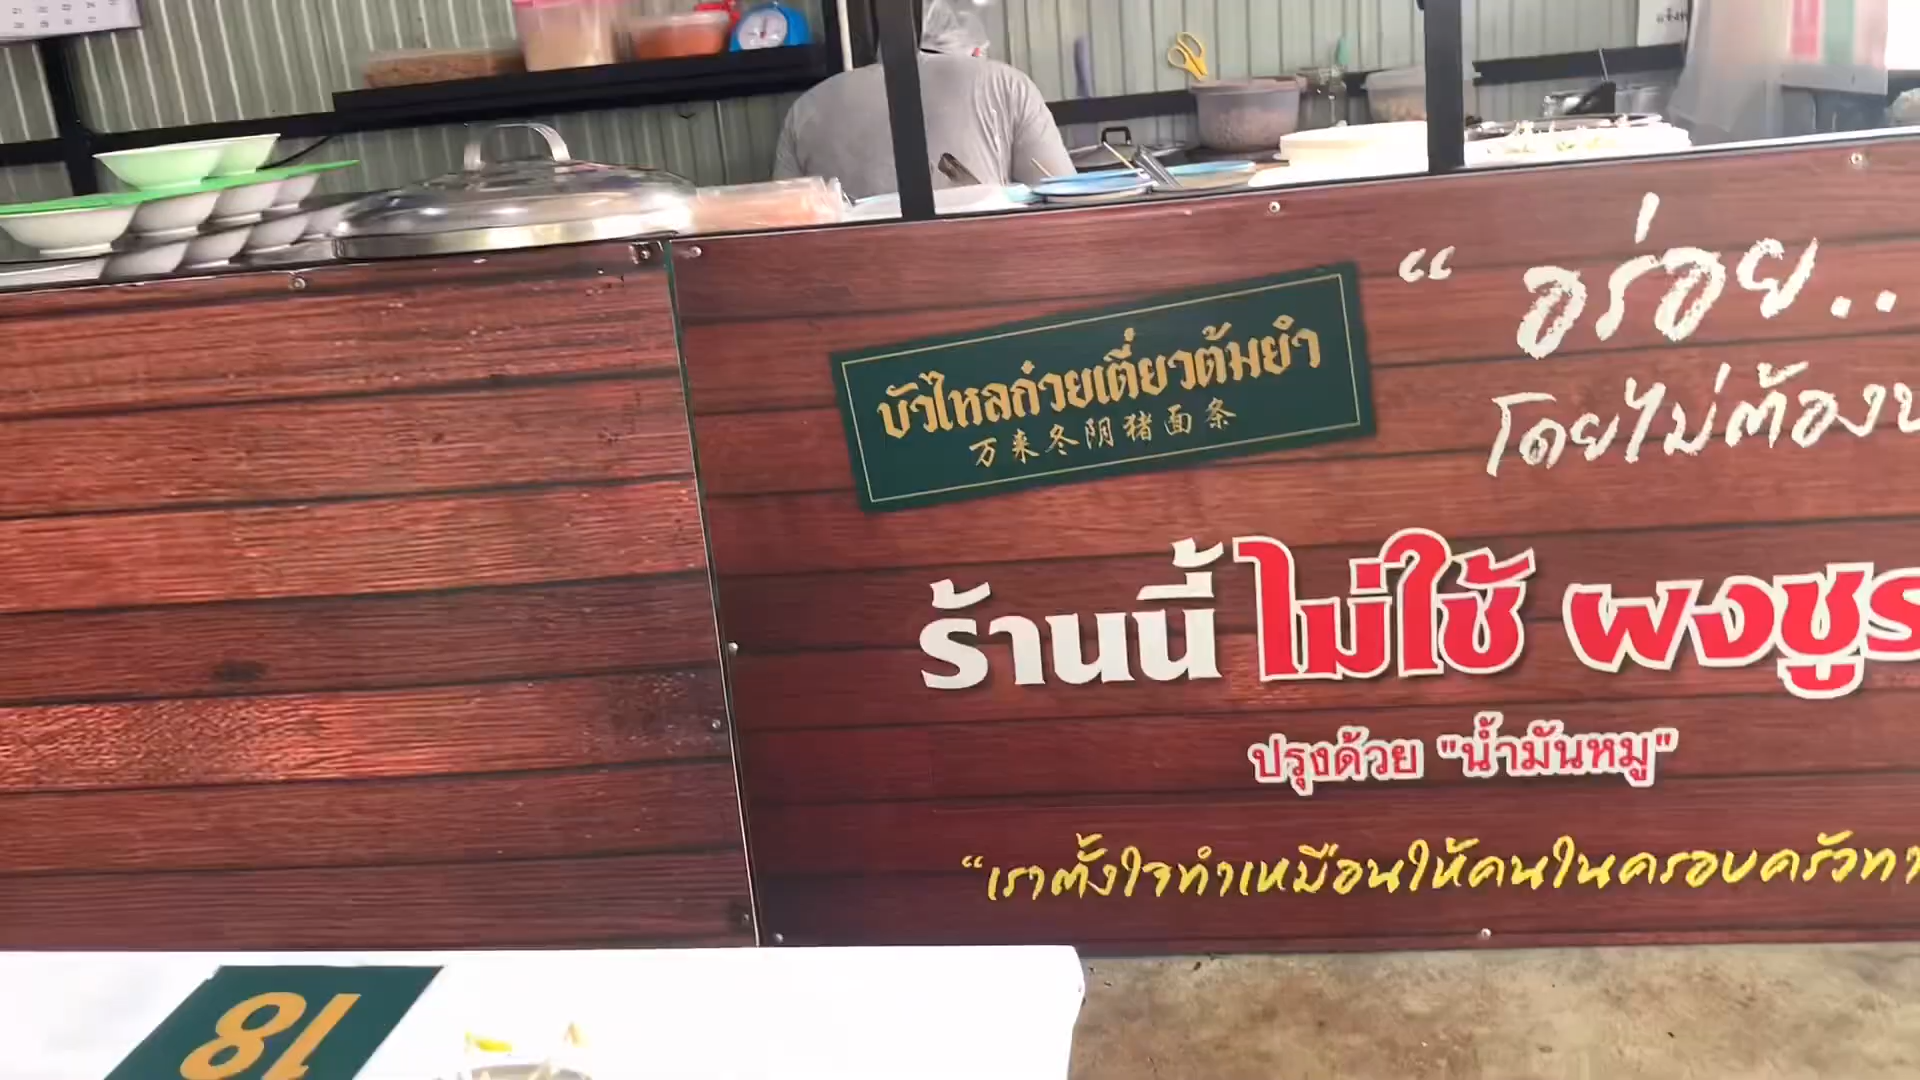 “ อร่อย..
โดยไม่ต้อง
บัวไหลก๋วยเตี๋ยวต้มยำ
万来冬阴猪面条
ร้านนี้ ไม่ใช้ ผงชูร
ปรุงด้วย "น้ำมันหมู"
“เราตั้งใจทำเหมือนให้คนในครอบครัวทา
18